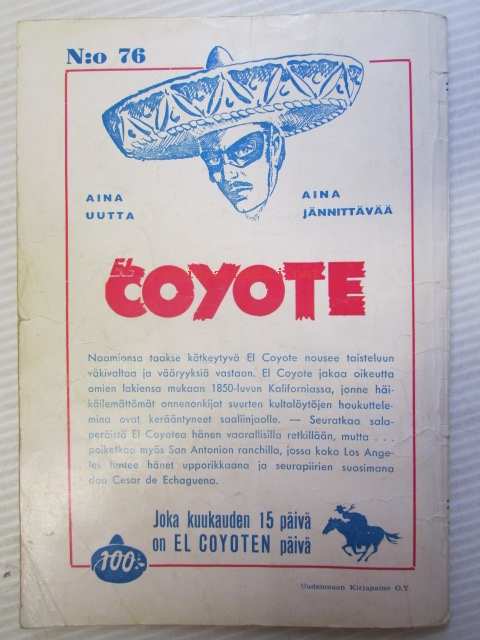 N:o 76
AINA
UUTTA
AINA
JÄNNITTÄVÄÄ
EL
COYOTE
Naamionsa taakse kätkeytyvä El Coyote nousee taisteluun
väkivaltaa ja vääryyksiä vastaan. El Coyote jakaa oikeutta
omien lakiensa mukaan 1850-luvun Kaliforniassa, jonne häi-
käilemättömät onnenonkijat suurten kultalöytöjen houkuttele-
mina ovat kerääntyneet saaliinjaolle. — Seuratkaa sala-
peräistä El Coyotea hänen vaarallisilla retkillään, mutta . . .
poiketkaa myös San Antonion ranchilla, jossa koko Los Ange-
les tuntee hänet upporikkaana ja seurapiirien suosimana
don Cesar de Echaguena.
Joka kuukauden 15 päivä
on EL COYOTEN päivä
100:-
Uudenmaan Kirjapaino O.Y.